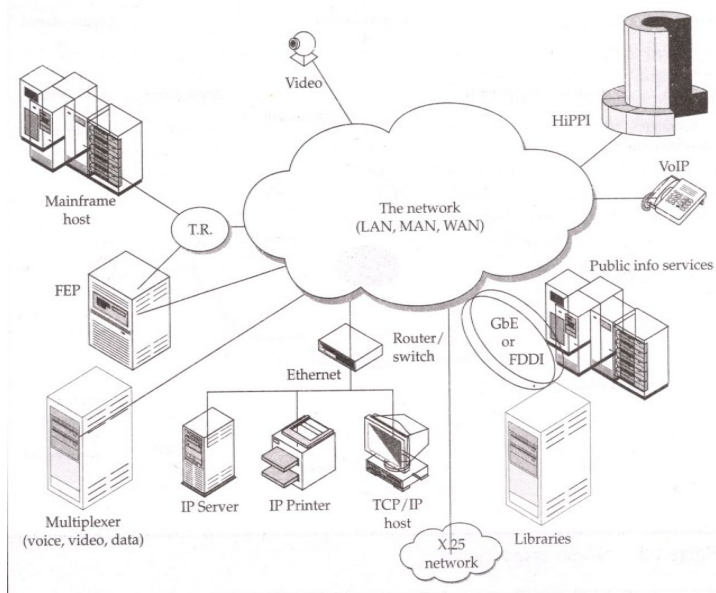 Video
HiPPI
VoIP
Mainframe
host
T.R.
The network
(LAN, MAN, WAN)
Public info services
FEP
GbE
or
FDDI
Router/
switch
Ethernet
IP Server
IP Printer
TCP/IP
host
Multiplexer
(voice, video, data)
Libraries
X.25
network